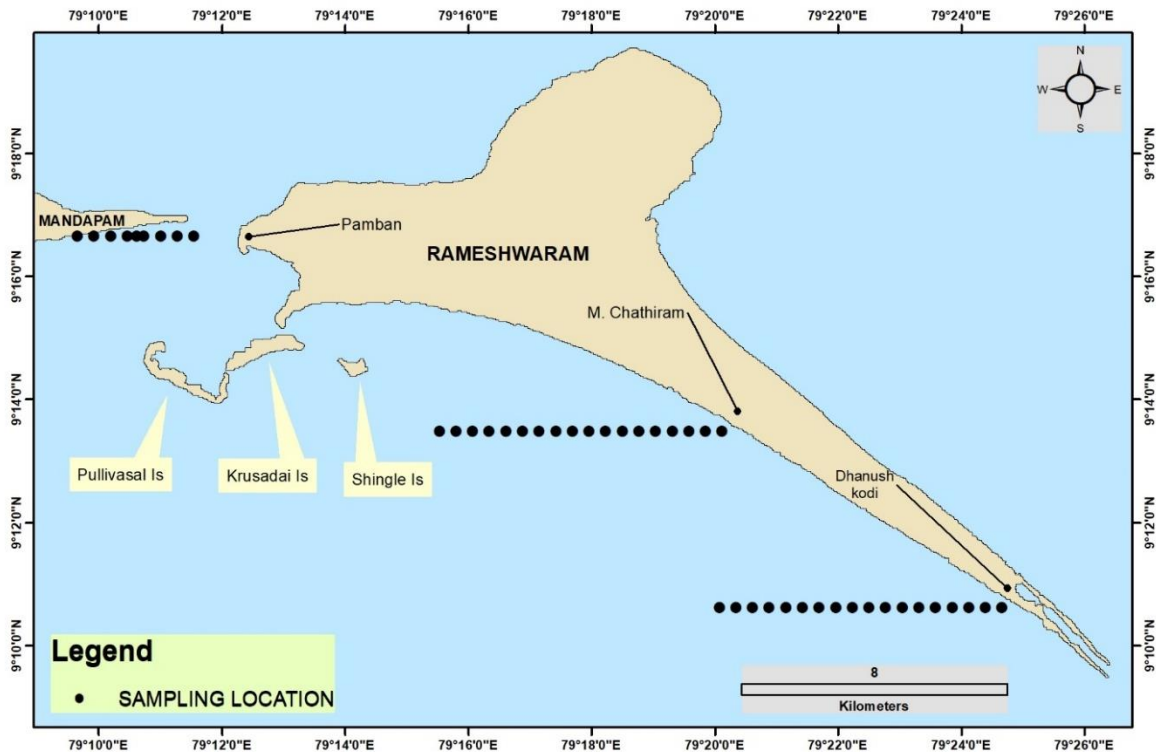 79°10'0"E 79°12'0"E 79°14'0"E 79°16'0"E 79°18'0"E 79°20'0"E 79°22'0"E 79°24'0"E 79°26'0"E
N
W E
S
9°18'0"N 9°18'0"N
MANDAPAM
Pamban
RAMESHWARAM
9°16'0"N 9°16'0"N
M. Chathiram
9°14'0"N 9°14'0"N
Pullivasal Is
Krusadai Is
Shingle Is
Dhanush
kodi
9°12'0"N 9°12'0"N
9°10'0"N 9°10'0"N
Legend
SAMPLING LOCATION
8
Kilometers
79°10'0"E 79°12'0"E 79°14'0"E 79°16'0"E 79°18'0"E 79°20'0"E 79°22'0"E 79°24'0"E 79°26'0"E